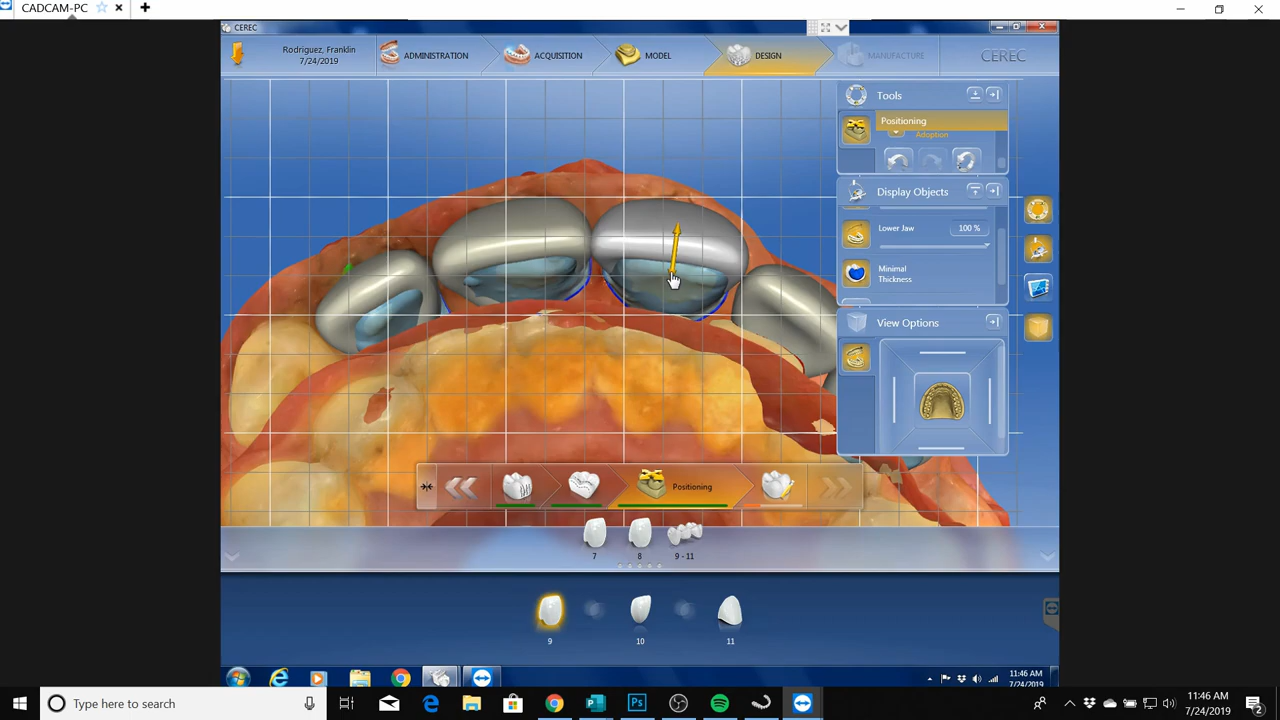 CADCAM-PC
CEREC
Rodriguez, Franklin
7/24/2019
ADMINISTRATION
ACQUISITION
MODEL
DESIGN
MANUFACTURE
CEREC
Tools
Positioning
Adoption
Display Objects
Lower Jaw 100 %
Minimal
Thickness
View Options
Positioning
7 8 9 - 11
9 10 11
11:46 AM
7/24/2019
Type here to search
11:46 AM
7/24/2019
2